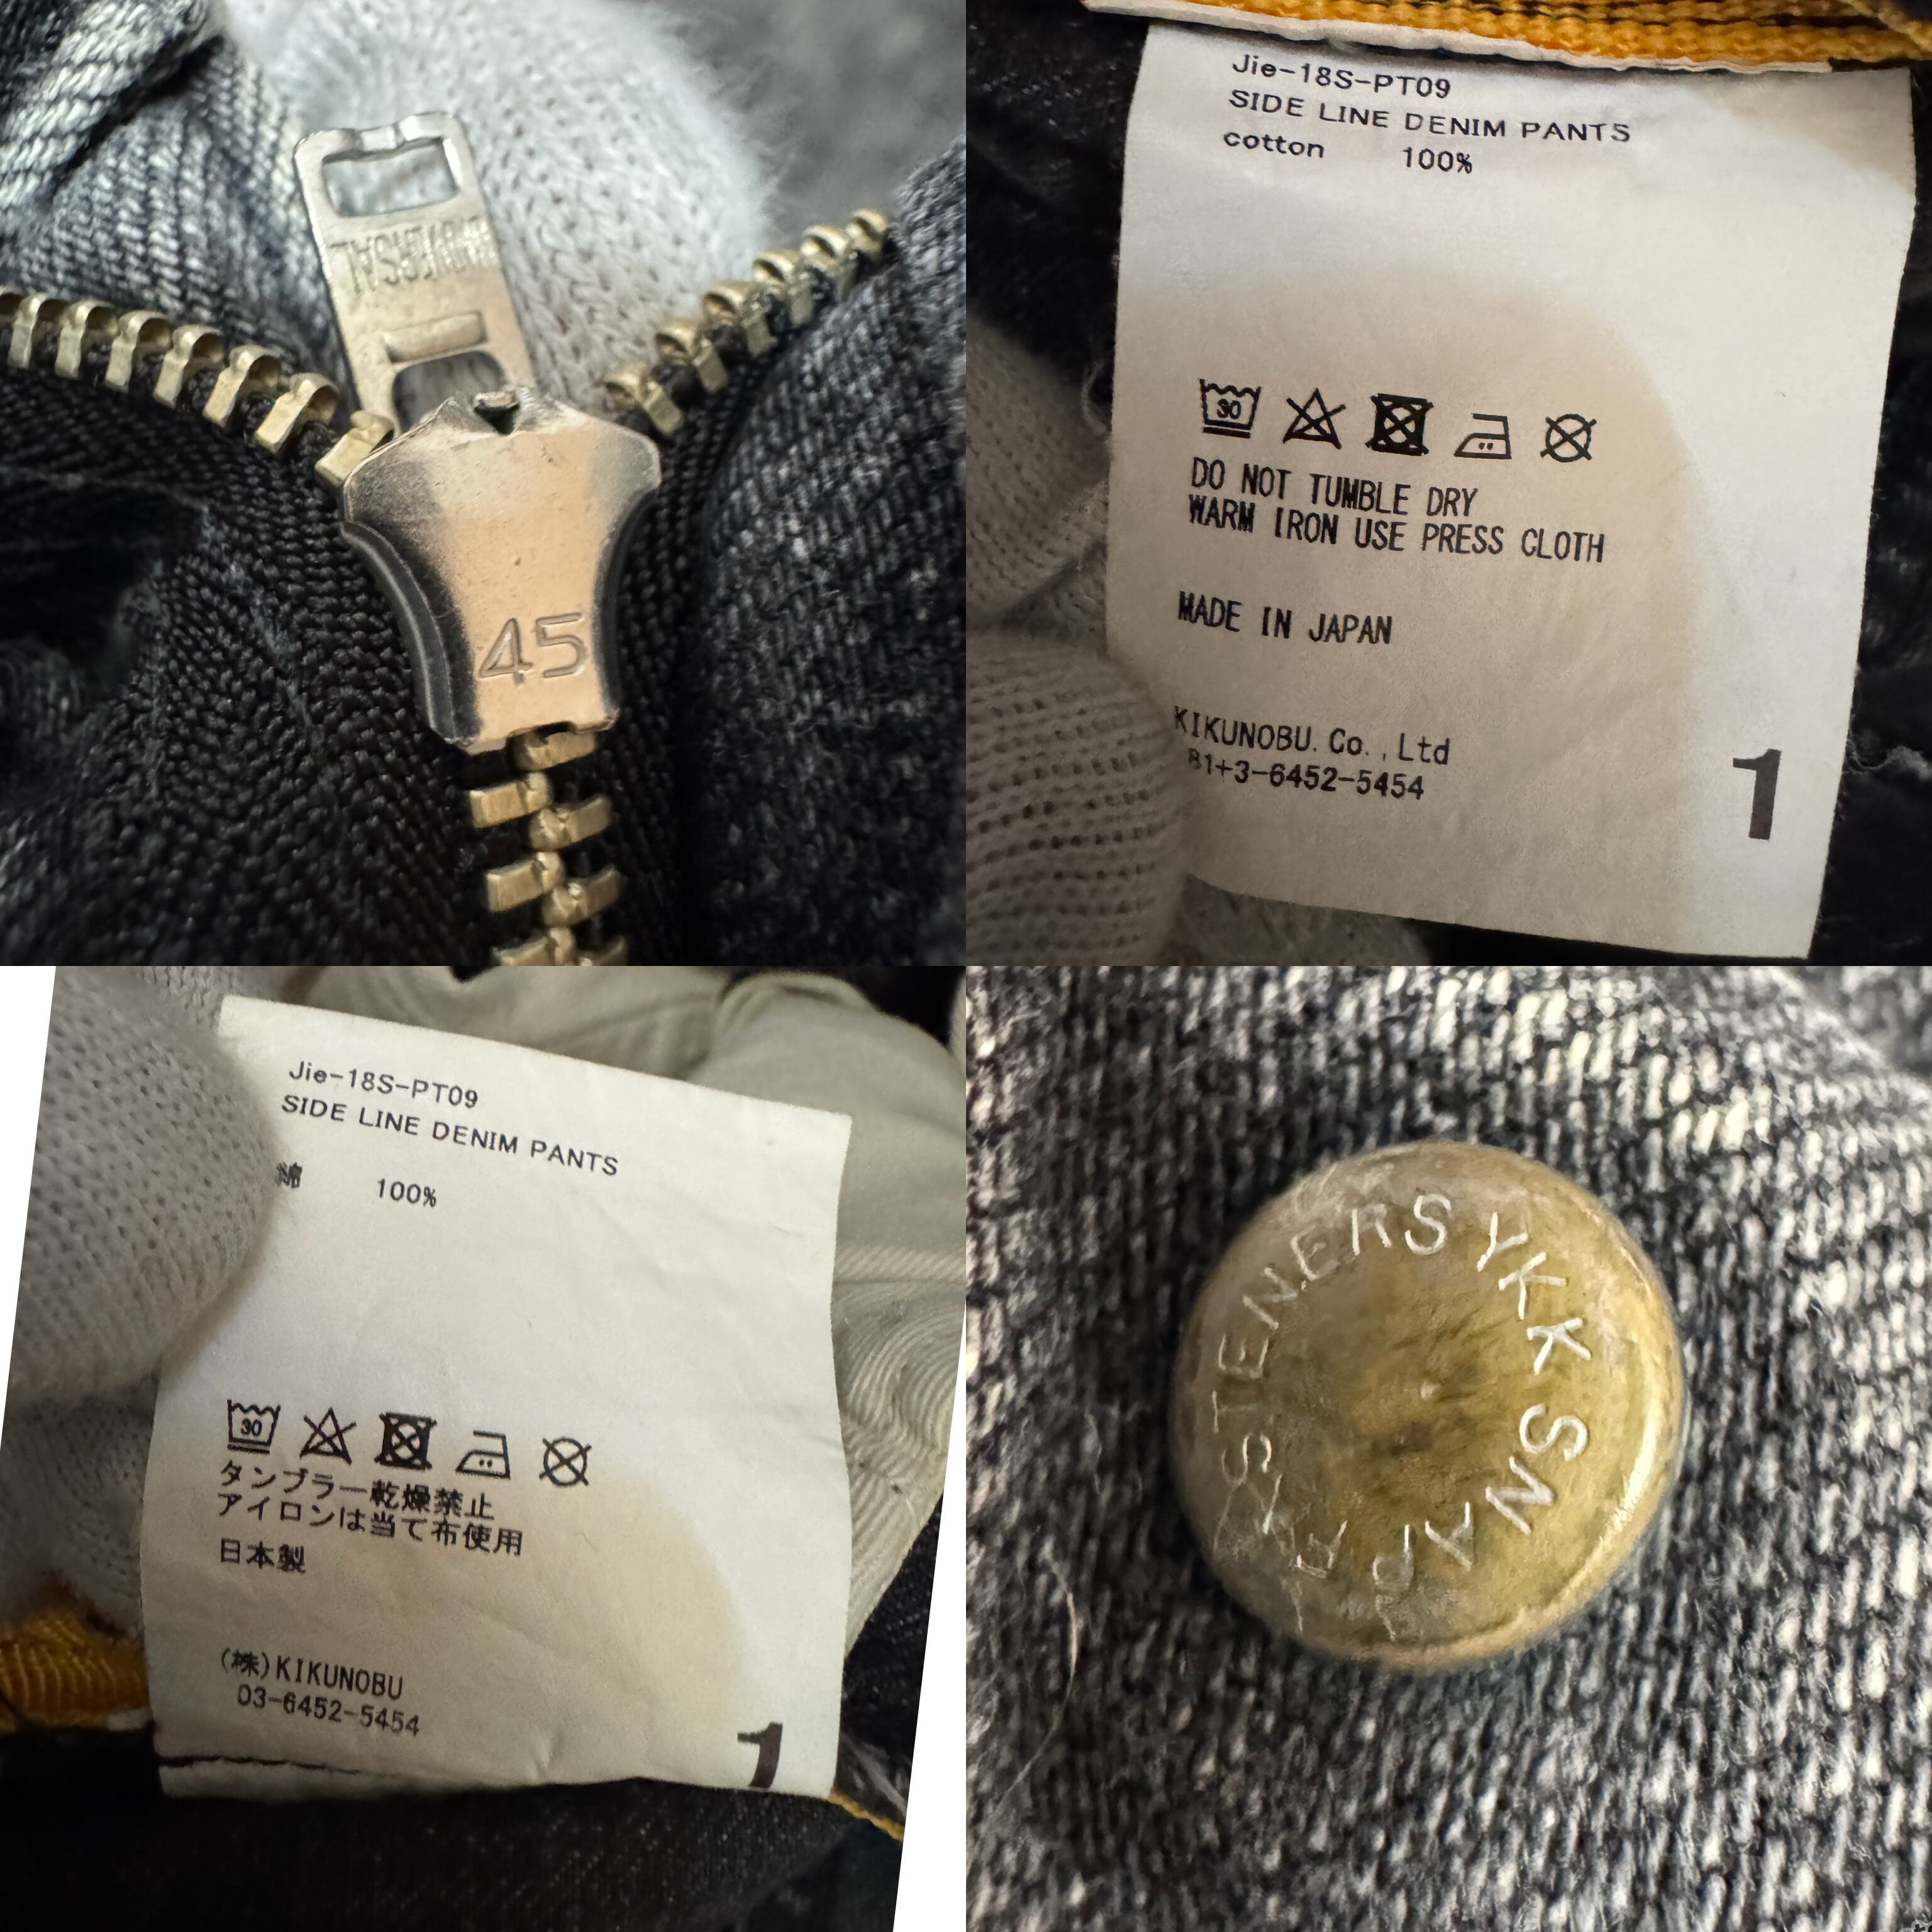 UNIVERSAL
45
Jie-18S-PT09
SIDE LINE DENIM PANTS
cotton 100%
30
DO NOT TUMBLE DRY
WARM IRON USE PRESS CLOTH
MADE IN JAPAN
KIKUNOBU. Co. ,Ltd
81+3-6452-5454
1
Jie-18S-PT09
SIDE LINE DENIM PANTS
綿 100%
30
タンブラー乾燥禁止
アイロンは当て布使用
日本製
(株)KIKUNOBU
03-6452-5454
1
YKK SNAP FASTENERS